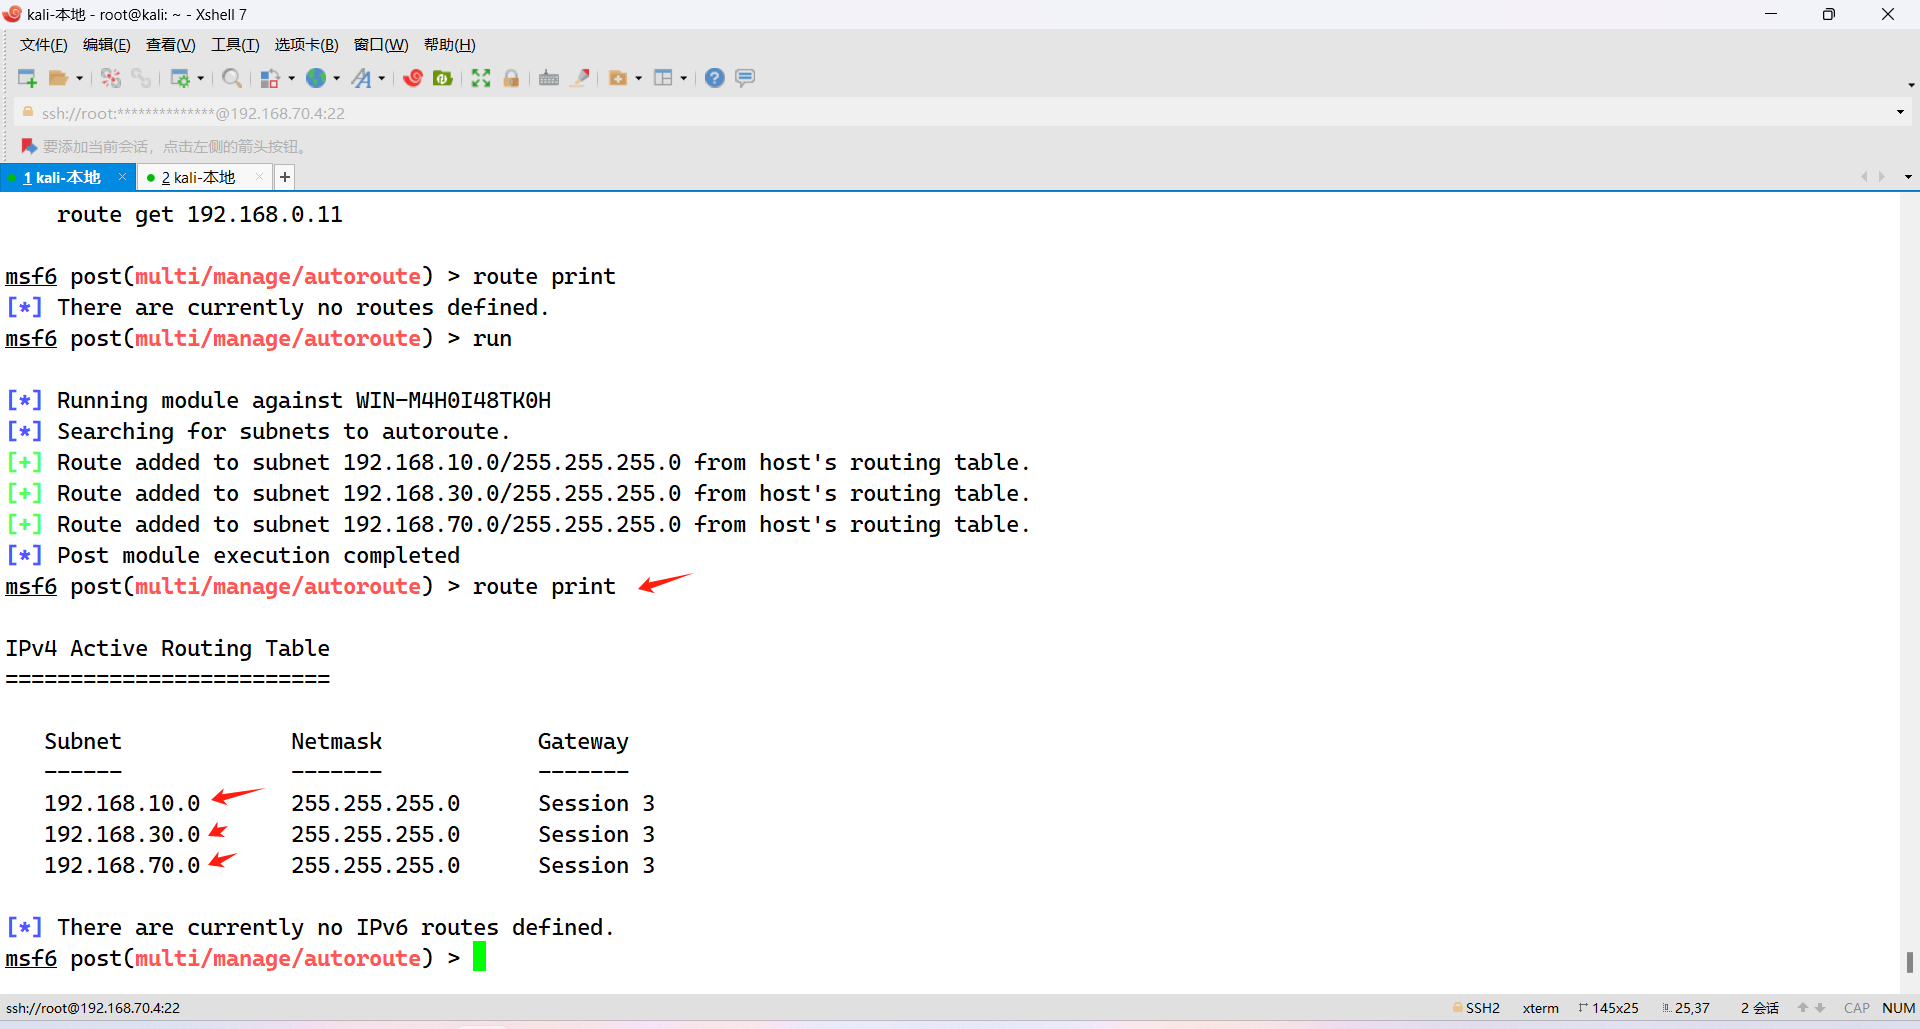 kali-本地 - root@kali: ~ - Xshell 7
文件(F) 编辑(E) 查看(V) 工具(T) 选项卡(B) 窗口(W) 帮助(H)
ssh://root:**************@192.168.70.4:22
要添加当前会话，点击左侧的箭头按钮。
1 kali-本地 × 2 kali-本地 × +
route get 192.168.0.11
msf6 post(multi/manage/autoroute) > route print
[*] There are currently no routes defined.
msf6 post(multi/manage/autoroute) > run
[*] Running module against WIN-M4H0I48TK0H
[*] Searching for subnets to autoroute.
[+] Route added to subnet 192.168.10.0/255.255.255.0 from host's routing table.
[+] Route added to subnet 192.168.30.0/255.255.255.0 from host's routing table.
[+] Route added to subnet 192.168.70.0/255.255.255.0 from host's routing table.
[*] Post module execution completed
msf6 post(multi/manage/autoroute) > route print
IPv4 Active Routing Table
=========================
Subnet Netmask Gateway
------ ------- -------
192.168.10.0 255.255.255.0 Session 3
192.168.30.0 255.255.255.0 Session 3
192.168.70.0 255.255.255.0 Session 3
[*] There are currently no IPv6 routes defined.
msf6 post(multi/manage/autoroute) >
ssh://root@192.168.70.4:22 SSH2 xterm 145x25 25,37 2 会话 CAP NUM